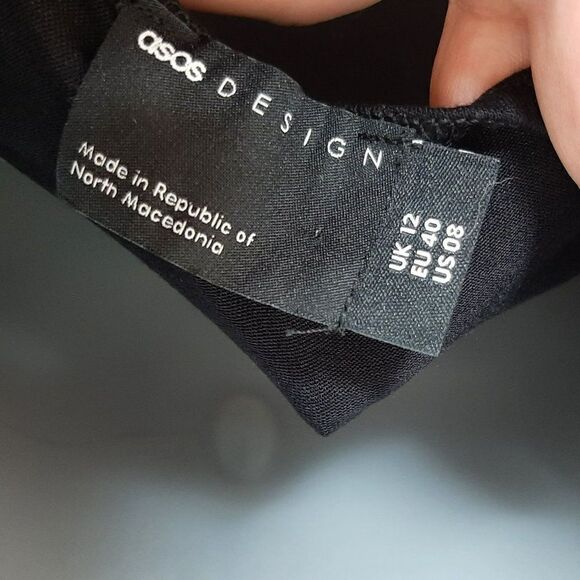 asos DESIGN
Made in Republic of
North Macedonia
UK 12
EU 40
US 08